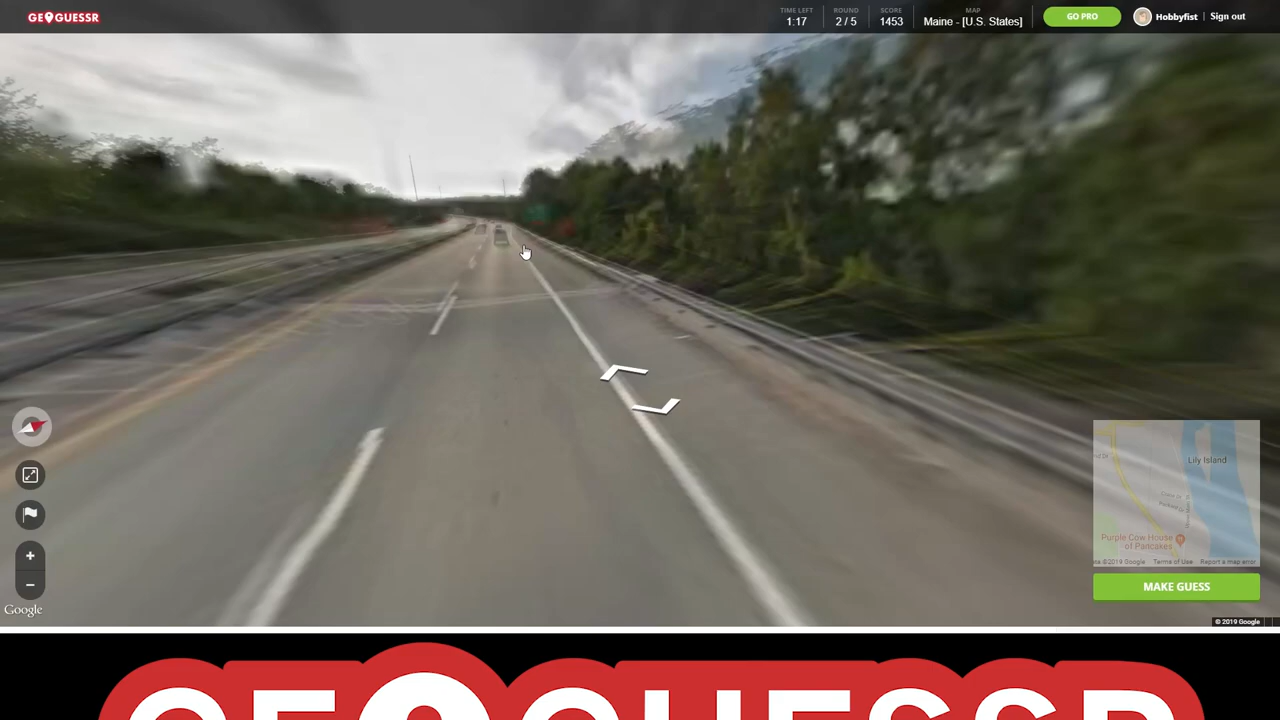 GEOGUESSR
TIME LEFT
1:17
ROUND
2 / 5
SCORE
1453
MAP
Maine - [U.S. States]
GO PRO
Hobbyfist
Sign out
Lily Island
Purple Cow House
of Pancakes
©2019 Google
Terms of Use
Report a map error
MAKE GUESS
Google
© 2019 Google
GEOGUESSR